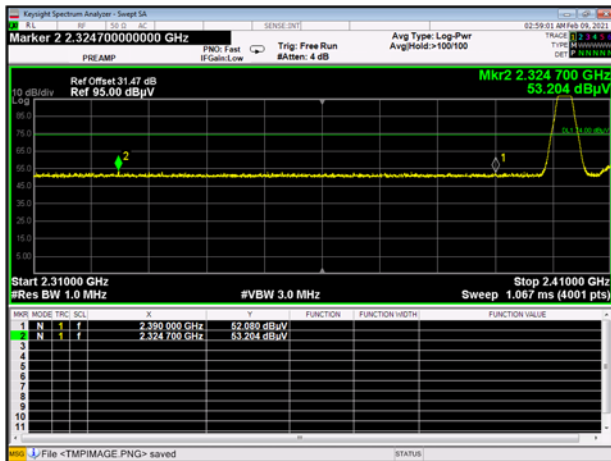 Keysight Spectrum Analyzer - Swept SA
RL RF 50 Ω AC SENSE:INT 02:59:01 AM Feb 09, 2021
Marker 2 2.324700000000 GHz
PREAMP
PNO: Fast
IFGain:Low
Trig: Free Run
#Atten: 4 dB
Avg Type: Log-Pwr
Avg|Hold:>100/100
TRACE 1 2 3 4 5 6
TYPE M W W W W W
DET P N N N N N
Mkr2 2.324 700 GHz
53.204 dBµV
Ref Offset 31.47 dB
10 dB/div Ref 95.00 dBµV
Log
85.0
75.0
DL1 74.00 dBµV
65.0
2
1
55.0
45.0
35.0
25.0
15.0
5.00
Start 2.31000 GHz Stop 2.41000 GHz
#Res BW 1.0 MHz #VBW 3.0 MHz Sweep 1.067 ms (4001 pts)
MKR MODE TRC SCL X Y FUNCTION FUNCTION WIDTH FUNCTION VALUE
1 N 1 f 2.390 000 GHz 52.080 dBµV
2 N 1 f 2.324 700 GHz 53.204 dBµV
3
4
5
6
7
8
9
10
11
MSG File <TMPIMAGE.PNG> saved STATUS